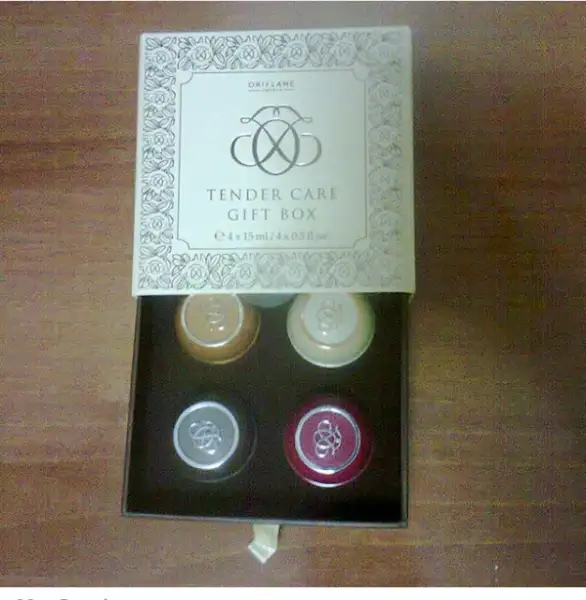 ORIFLAME
TENDER CARE
GIFT BOX
℮ 4 x 15 ml / 4 x 0.5 fl oz